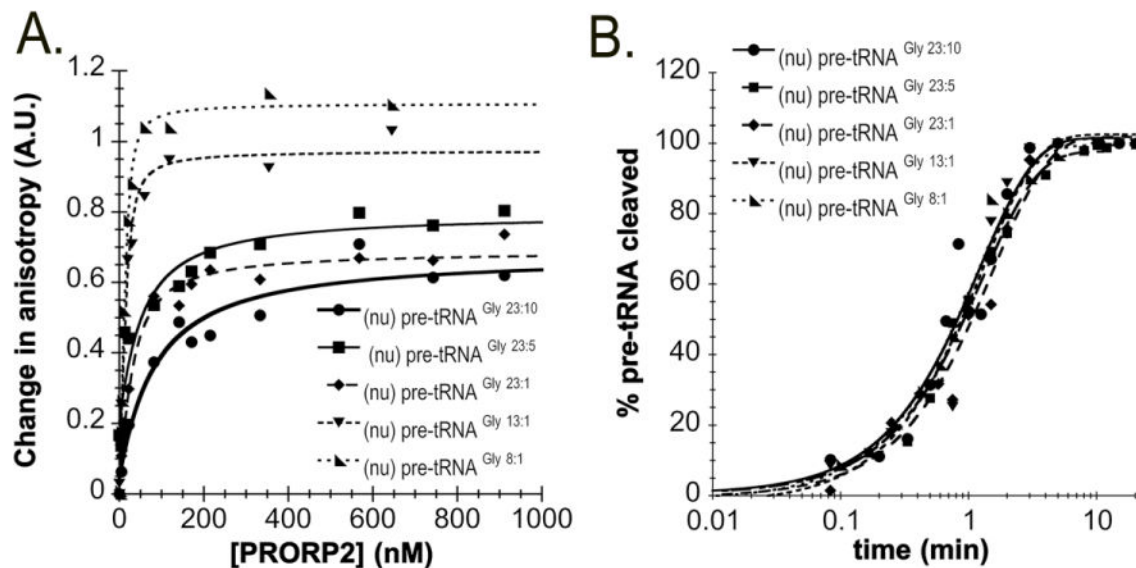 A.
Change in anisotropy (A.U.)
1.2
1
0.8
0.6
0.4
0.2
0
(nu) pre-tRNA Gly 23:10
(nu) pre-tRNA Gly 23:5
(nu) pre-tRNA Gly 23:1
(nu) pre-tRNA Gly 13:1
(nu) pre-tRNA Gly 8:1
0 200 400 600 800 1000
[PRORP2] (nM)
B.
% pre-tRNA cleaved
120
100
80
60
40
20
0
(nu) pre-tRNA Gly 23:10
(nu) pre-tRNA Gly 23:5
(nu) pre-tRNA Gly 23:1
(nu) pre-tRNA Gly 13:1
(nu) pre-tRNA Gly 8:1
0.01 0.1 1 10
time (min)